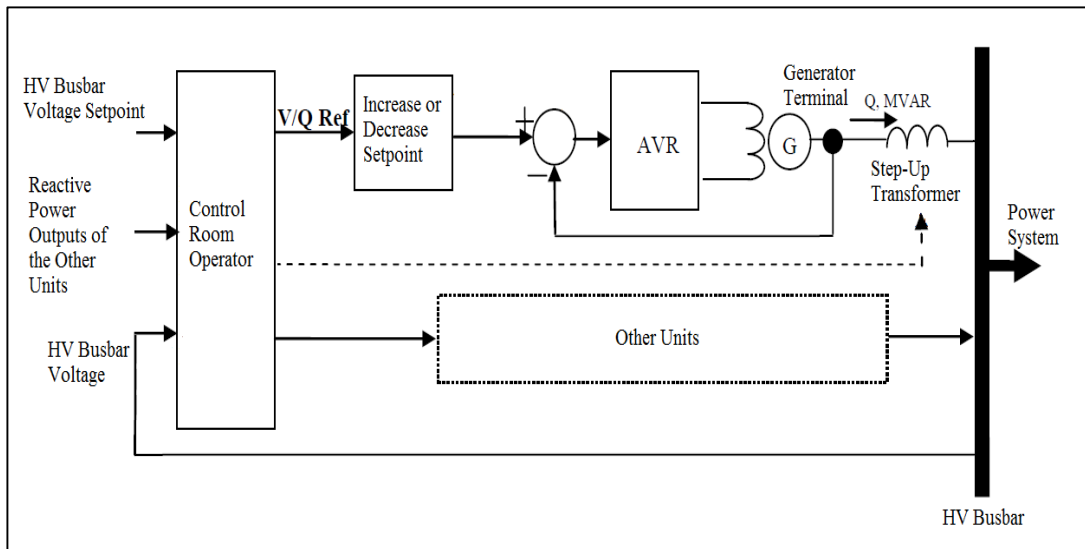 HV Busbar
Voltage Setpoint
Reactive
Power
Outputs of
the Other
Units
HV Busbar
Voltage
Control
Room
Operator
V/Q Ref
Increase or
Decrease
Setpoint
+
−
AVR
Generator
Terminal
G
Q, MVAR
Step-Up
Transformer
Other Units
Power
System
HV Busbar